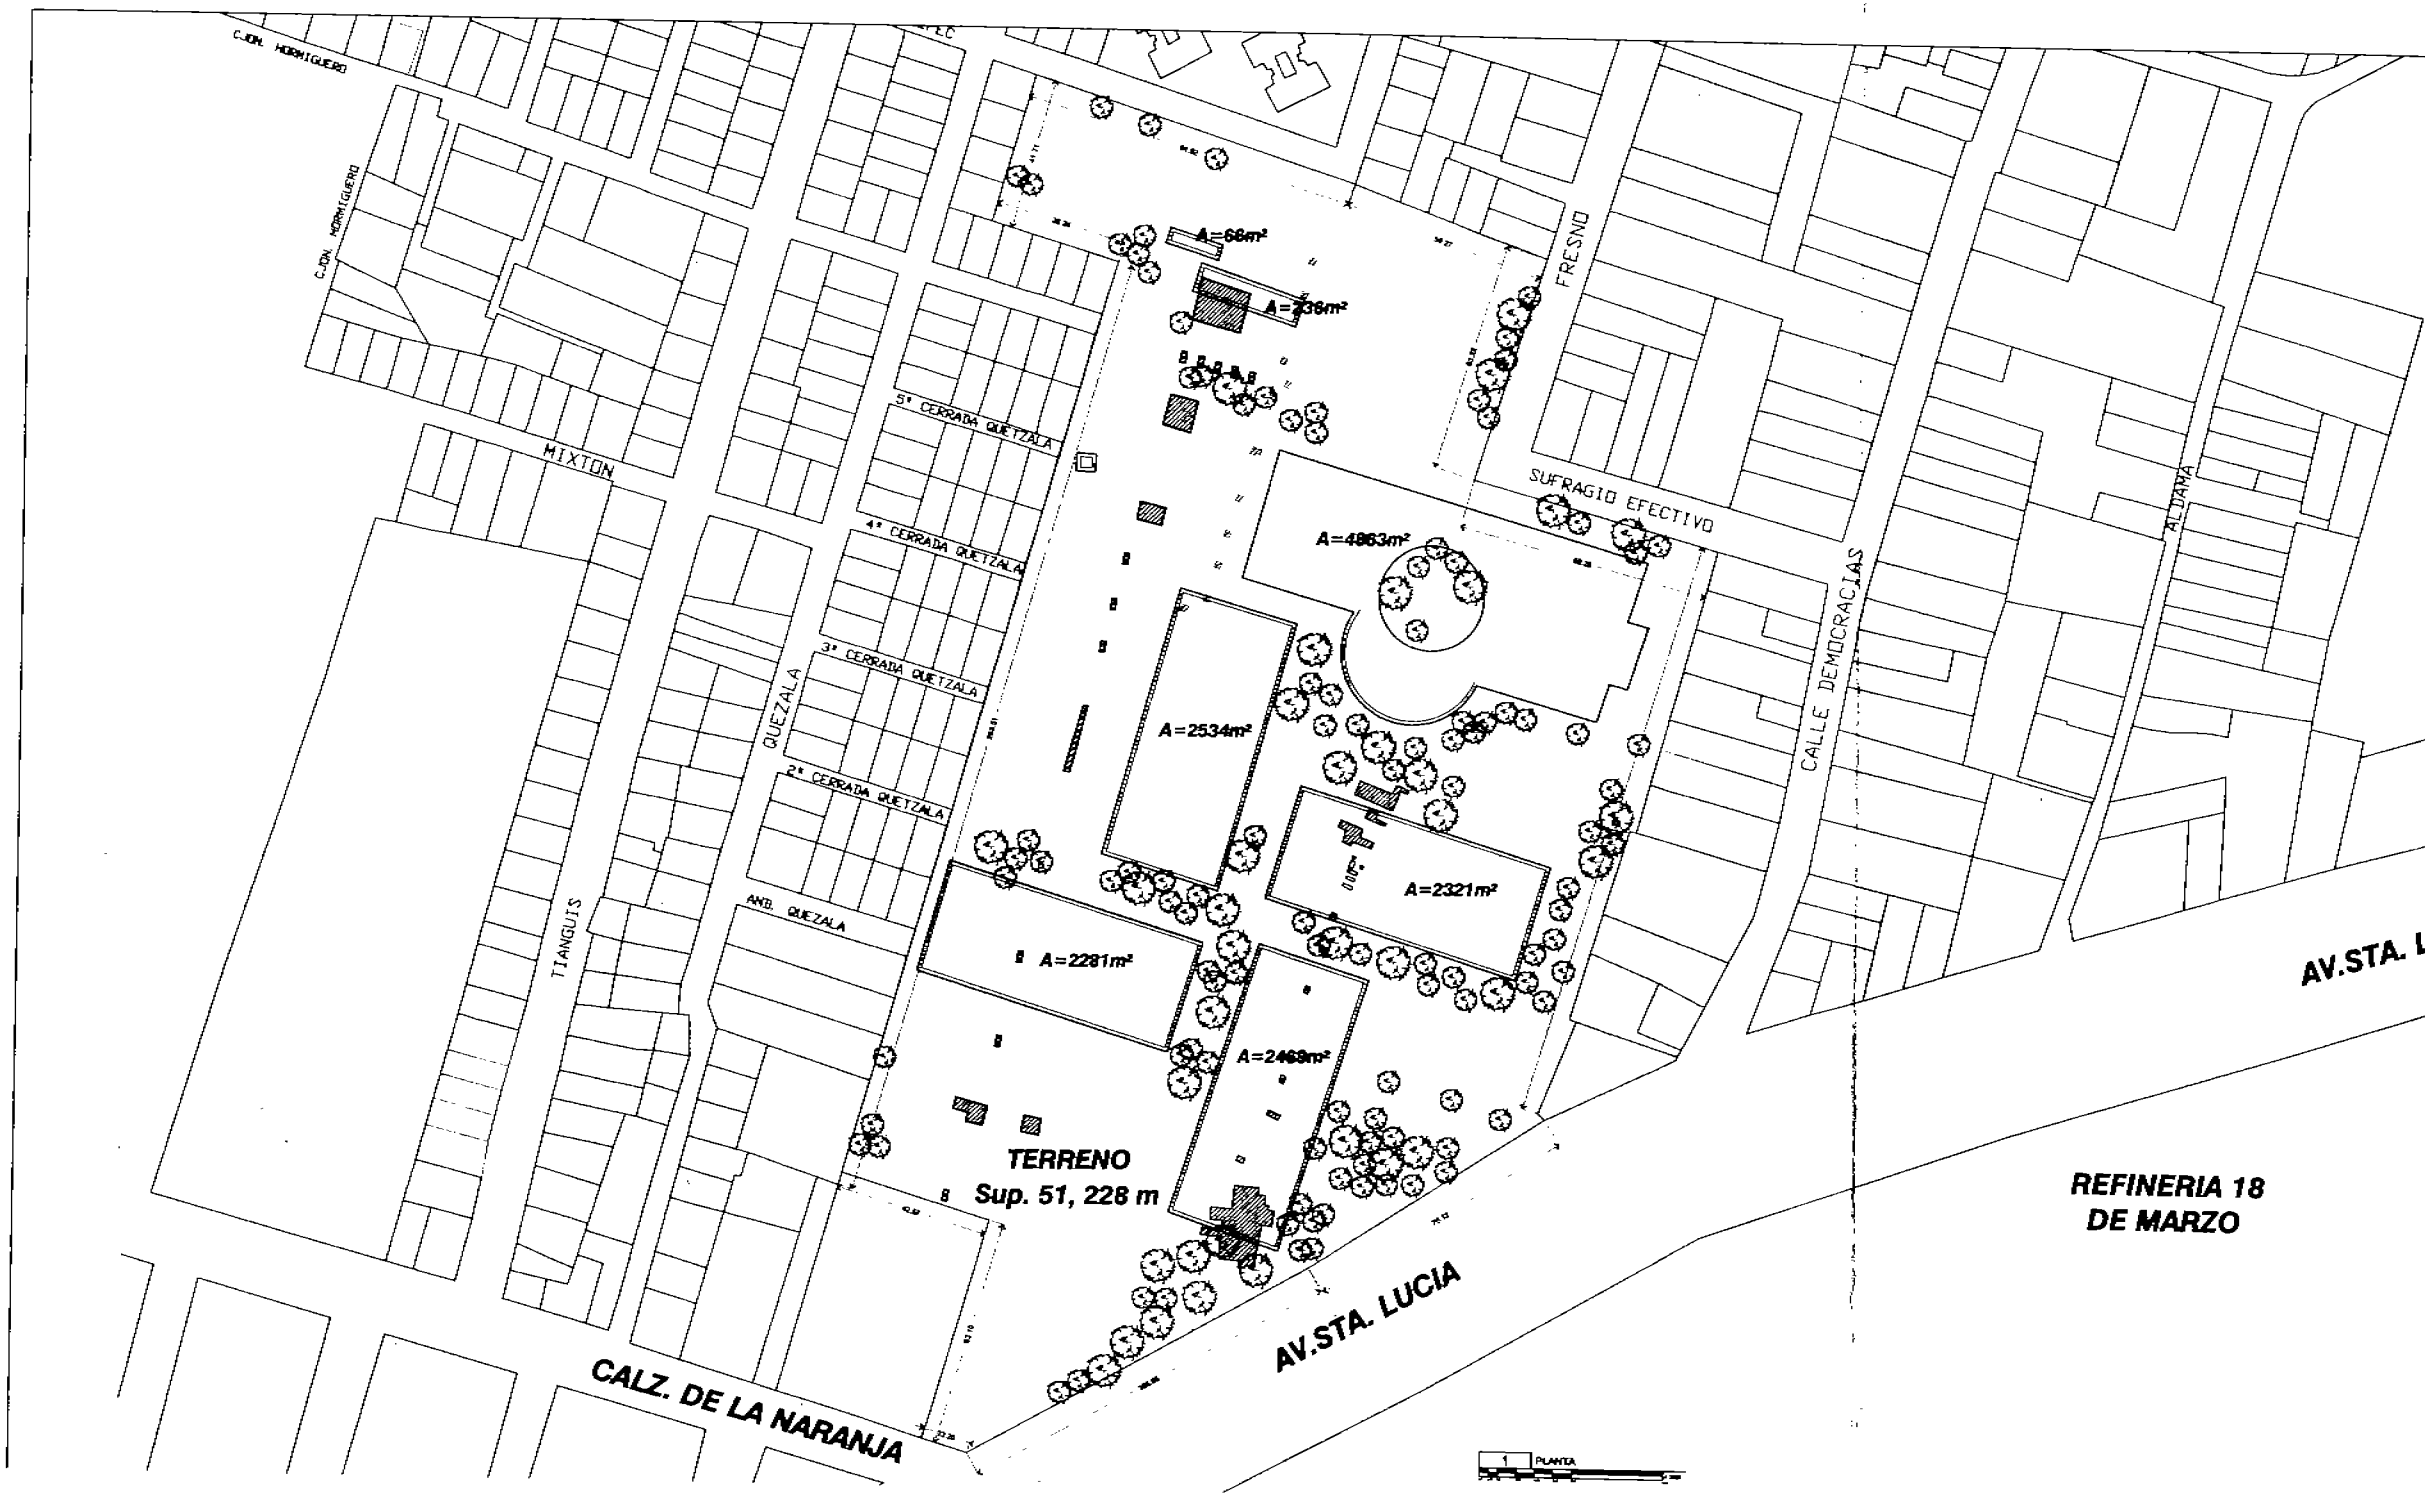 CJON. HORMIGUERO
CJON. HORMIGUERO
A=66m²
A=236m²
FRESNO
5ª CERRADA QUETZALA
MIXTON
SUFRAGIO EFECTIVO
ALDAMA
4ª CERRADA QUETZALA
A=4863m²
CALLE DEMOCRACIAS
3ª CERRADA QUETZALA
QUEZALA
A=2534m²
2ª CERRADA QUETZALA
A=2321m²
AND. QUEZALA
TIANGUIS
A=2281m²
AV.STA. L
A=2469m²
TERRENO
Sup. 51, 228 m
REFINERIA 18
DE MARZO
AV.STA. LUCIA
CALZ. DE LA NARANJA
1 PLANTA